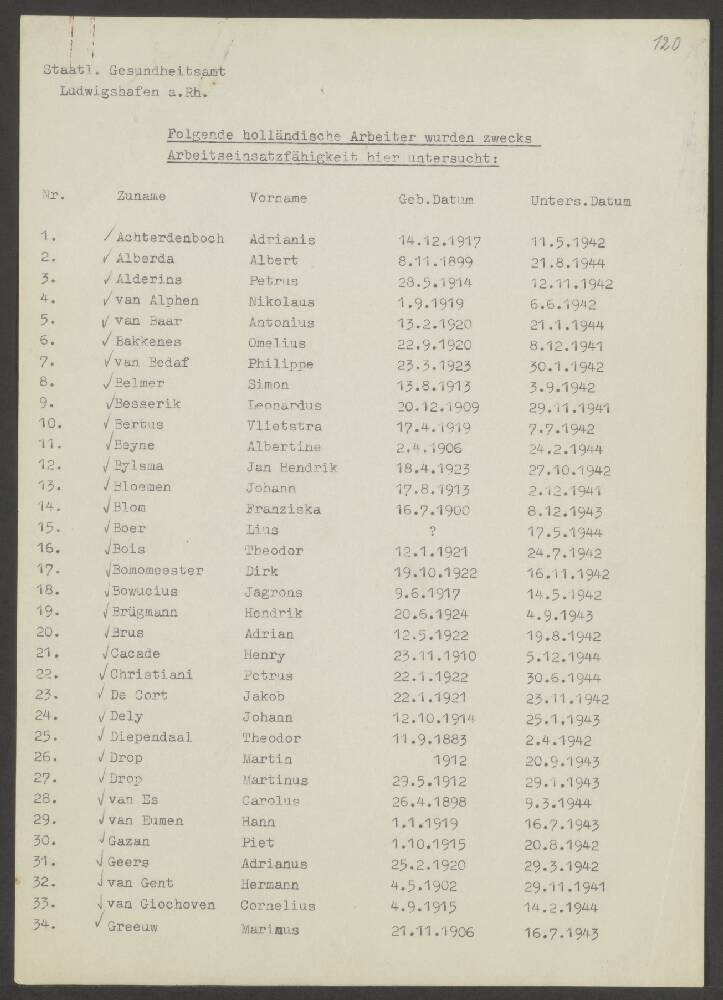 120
Staatl. Gesundheitsamt
Ludwigshafen a.Rh.
Folgende holländische Arbeiter wurden zwecks
Arbeitseinsatzfähigkeit hier untersucht:
Nr. Zuname Vorname Geb.Datum Unters.Datum
1. ✓ Achterdenboch Adrianis 14.12.1917 11.5.1942
2. ✓ Alberda Albert 8.11.1899 21.8.1944
3. ✓ Alderins Petrus 28.5.1914 12.11.1942
4. ✓ van Alphen Nikolaus 1.9.1919 6.6.1942
5. ✓ van Baar Antonius 13.2.1920 21.1.1944
6. ✓ Bakkenes Omelius 22.9.1920 8.12.1941
7. ✓ van Bedaf Philippe 23.3.1923 30.1.1942
8. ✓ Belmer Simon 13.8.1913 3.9.1942
9. ✓ Besserik Leonardus 20.12.1909 29.11.1941
10. ✓ Bertus Vlietstra 17.4.1919 7.7.1942
11. ✓ Beyne Albertine 2.4.1906 24.2.1944
12. ✓ Bylsma Jan Hendrik 18.4.1923 27.10.1942
13. ✓ Bloemen Johann 17.8.1913 2.12.1941
14. ✓ Blom Franziska 16.7.1900 8.12.1943
15. ✓ Boer Lius ? 17.5.1944
16. ✓ Bois Theodor 12.1.1921 24.7.1942
17. ✓ Bomomeester Dirk 19.10.1922 16.11.1942
18. ✓ Bowucius Jagrons 9.6.1917 14.5.1942
19. ✓ Brügmann Hendrik 20.6.1924 4.9.1943
20. ✓ Brus Adrian 12.5.1922 19.8.1942
21. ✓ Cacade Henry 23.11.1910 5.12.1944
22. ✓ Christiani Petrus 22.1.1922 30.6.1944
23. ✓ De Cort Jakob 22.1.1921 23.11.1942
24. ✓ Dely Johann 12.10.1914 25.1.1943
25. ✓ Diependaal Theodor 11.9.1883 2.4.1942
26. ✓ Drop Martin 1912 20.9.1943
27. ✓ Drop Martinus 29.5.1912 29.1.1943
28. ✓ van Es Carolus 26.4.1898 9.3.1944
29. ✓ van Eumen Hann 1.1.1919 16.7.1943
30. ✓ Gazan Piet 1.10.1915 20.8.1942
31. ✓ Geers Adrianus 25.2.1920 29.3.1942
32. ✓ van Gent Hermann 4.5.1902 29.11.1941
33. ✓ van Giochoven Cornelius 4.9.1915 14.2.1944
34. ✓ Greeuw Marinus 21.11.1906 16.7.1943